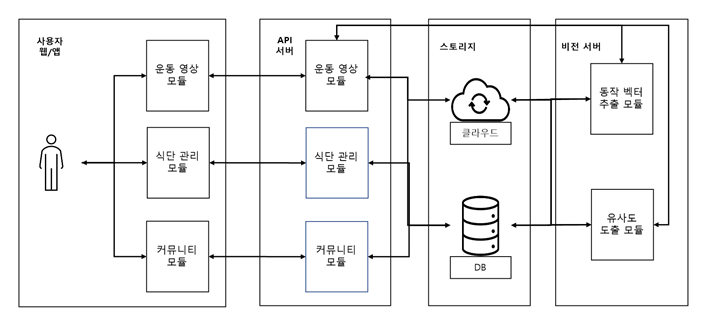 사용자
웹/앱
운동 영상
모듈
식단 관리
모듈
커뮤니티
모듈
API
서버
운동 영상
모듈
식단 관리
모듈
커뮤니티
모듈
스토리지
클라우드
DB
비전 서버
동작 벡터
추출 모듈
유사도
도출 모듈